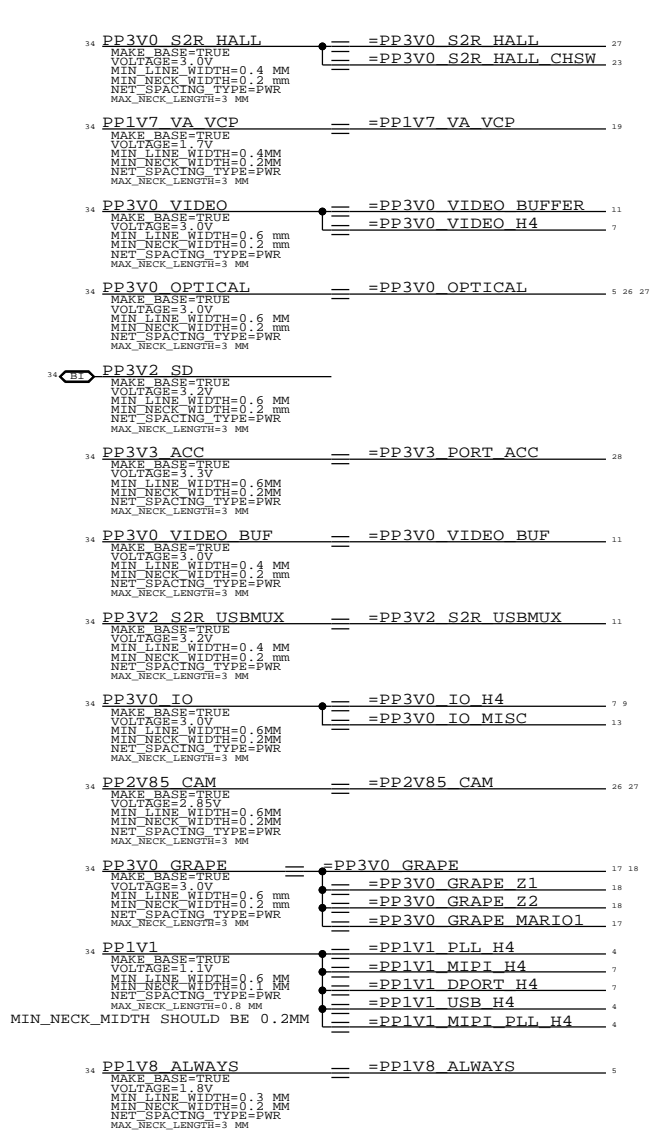 34 PP3V0_S2R_HALL =PP3V0_S2R_HALL 27
MAKE_BASE=TRUE =PP3V0_S2R_HALL_CHSW 23
VOLTAGE=3.0V
MIN_LINE_WIDTH=0.4 MM
MIN_NECK_WIDTH=0.2 mm
NET_SPACING_TYPE=PWR
MAX_NECK_LENGTH=3 MM
34 PP1V7_VA_VCP =PP1V7_VA_VCP 19
MAKE_BASE=TRUE
VOLTAGE=1.7V
MIN_LINE_WIDTH=0.4MM
MIN_NECK_WIDTH=0.2MM
NET_SPACING_TYPE=PWR
MAX_NECK_LENGTH=3 MM
34 PP3V0_VIDEO =PP3V0_VIDEO_BUFFER 11
MAKE_BASE=TRUE =PP3V0_VIDEO_H4 7
VOLTAGE=3.0V
MIN_LINE_WIDTH=0.6 mm
MIN_NECK_WIDTH=0.2 mm
NET_SPACING_TYPE=PWR
MAX_NECK_LENGTH=3 MM
34 PP3V0_OPTICAL =PP3V0_OPTICAL 5 26 27
MAKE_BASE=TRUE
VOLTAGE=3.0V
MIN_LINE_WIDTH=0.6 MM
MIN_NECK_WIDTH=0.2 mm
NET_SPACING_TYPE=PWR
MAX_NECK_LENGTH=3 MM
34 BI PP3V2_SD
MAKE_BASE=TRUE
VOLTAGE=3.2V
MIN_LINE_WIDTH=0.6 MM
MIN_NECK_WIDTH=0.2 mm
NET_SPACING_TYPE=PWR
MAX_NECK_LENGTH=3 MM
34 PP3V3_ACC =PP3V3_PORT_ACC 28
MAKE_BASE=TRUE
VOLTAGE=3.3V
MIN_LINE_WIDTH=0.6MM
MIN_NECK_WIDTH=0.2MM
NET_SPACING_TYPE=PWR
MAX_NECK_LENGTH=3 MM
34 PP3V0_VIDEO_BUF =PP3V0_VIDEO_BUF 11
MAKE_BASE=TRUE
VOLTAGE=3.0V
MIN_LINE_WIDTH=0.4 MM
MIN_NECK_WIDTH=0.2 mm
NET_SPACING_TYPE=PWR
MAX_NECK_LENGTH=3 MM
34 PP3V2_S2R_USBMUX =PP3V2_S2R_USBMUX 11
MAKE_BASE=TRUE
VOLTAGE=3.2V
MIN_LINE_WIDTH=0.4 MM
MIN_NECK_WIDTH=0.2 mm
NET_SPACING_TYPE=PWR
MAX_NECK_LENGTH=3 MM
34 PP3V0_IO =PP3V0_IO_H4 7 9
MAKE_BASE=TRUE =PP3V0_IO_MISC 13
VOLTAGE=3.0V
MIN_LINE_WIDTH=0.6MM
MIN_NECK_WIDTH=0.2MM
NET_SPACING_TYPE=PWR
MAX_NECK_LENGTH=3 MM
34 PP2V85_CAM =PP2V85_CAM 26 27
MAKE_BASE=TRUE
VOLTAGE=2.85V
MIN_LINE_WIDTH=0.6MM
MIN_NECK_WIDTH=0.2MM
NET_SPACING_TYPE=PWR
MAX_NECK_LENGTH=3 MM
34 PP3V0_GRAPE =PP3V0_GRAPE 17 18
MAKE_BASE=TRUE
VOLTAGE=3.0V =PP3V0_GRAPE_Z1 18
MIN_LINE_WIDTH=0.6 mm
MIN_NECK_WIDTH=0.2 mm =PP3V0_GRAPE_Z2 18
NET_SPACING_TYPE=PWR
MAX_NECK_LENGTH=3 MM =PP3V0_GRAPE_MARIO1 17
34 PP1V1 =PP1V1_PLL_H4 4
MAKE_BASE=TRUE
VOLTAGE=1.1V =PP1V1_MIPI_H4 7
MIN_LINE_WIDTH=0.6 MM
MIN_NECK_WIDTH=0.1 MM =PP1V1_DPORT_H4 7
NET_SPACING_TYPE=PWR
MAX_NECK_LENGTH=0.8 MM =PP1V1_USB_H4 4
MIN_NECK_MIDTH SHOULD BE 0.2MM =PP1V1_MIPI_PLL_H4 4
34 PP1V8_ALWAYS =PP1V8_ALWAYS 5
MAKE_BASE=TRUE
VOLTAGE=1.8V
MIN_LINE_WIDTH=0.3 MM
MIN_NECK_WIDTH=0.2 MM
NET_SPACING_TYPE=PWR
MAX_NECK_LENGTH=3 MM